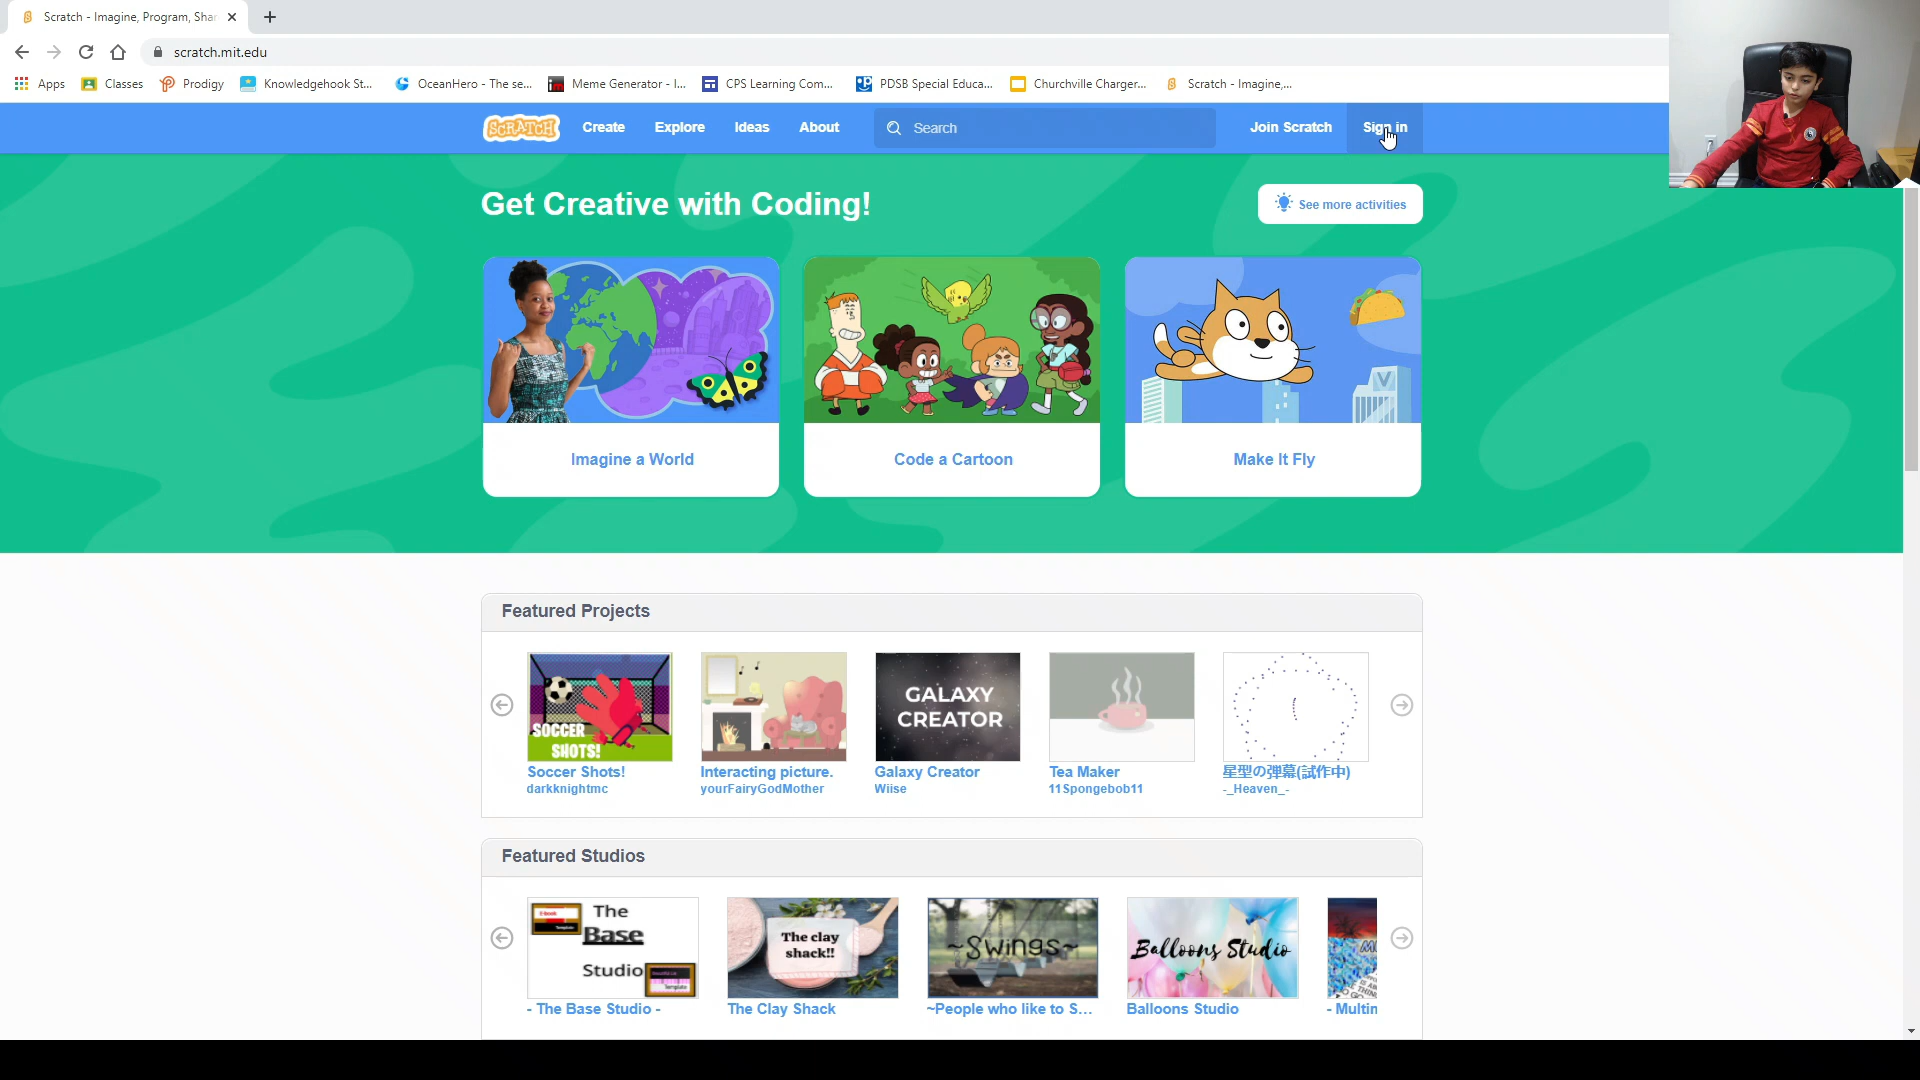 Scratch - Imagine, Program, Shar
scratch.mit.edu
Apps
Classes
Prodigy
Knowledgehook St...
OceanHero - The se...
Meme Generator - I...
CPS Learning Com...
PDSB Special Educa...
Churchville Charger...
Scratch - Imagine,...
SCRATCH
Create
Explore
Ideas
About
Search
Join Scratch
Sign in
Get Creative with Coding!
See more activities
Imagine a World
Code a Cartoon
Make It Fly
Featured Projects
SOCCER
SHOTS!
GALAXY
CREATOR
Soccer Shots!
Interacting picture.
Galaxy Creator
Tea Maker
星型の弾幕(試作中)
darkknightmc
yourFairyGodMother
Wiise
11Spongebob11
-_Heaven_-
Featured Studios
The
Base
Studio
Template
The clay
shack!!
~Swings~
Balloons Studio
- The Base Studio -
The Clay Shack
~People who like to S...
Balloons Studio
- Multin